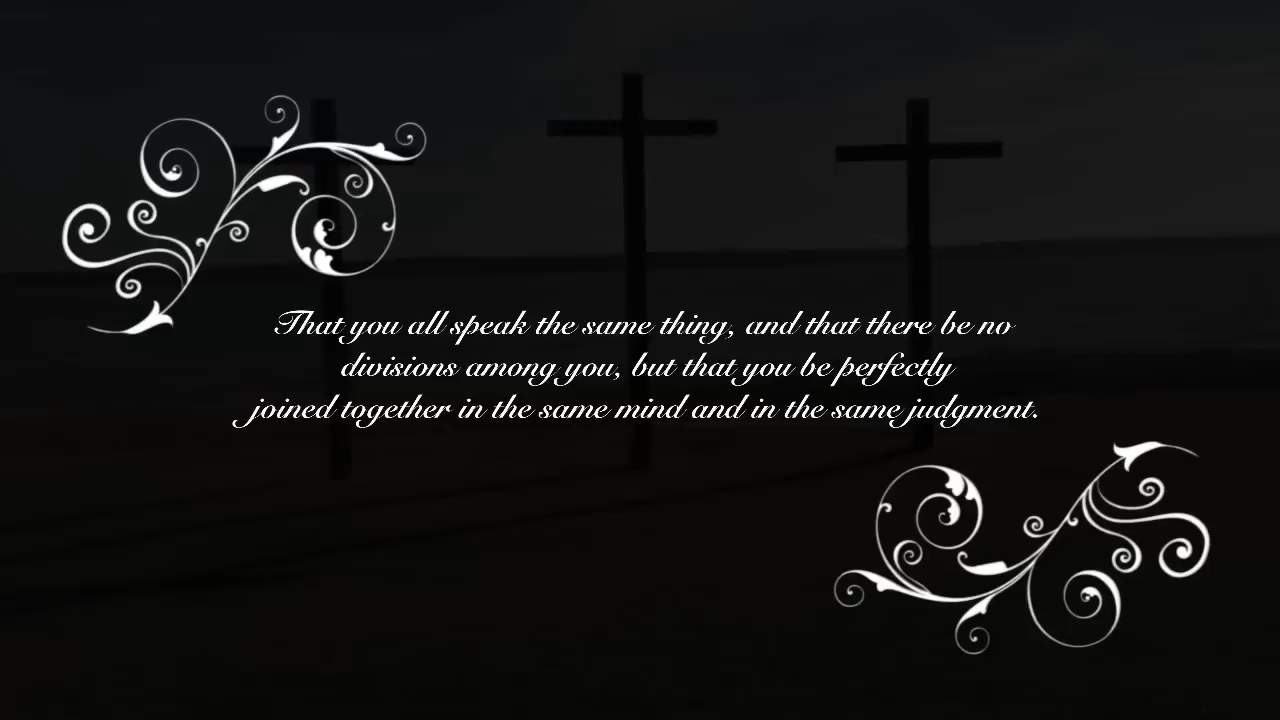 That you all speak the same thing, and that there be no
divisions among you, but that you be perfectly
joined together in the same mind and in the same judgment.